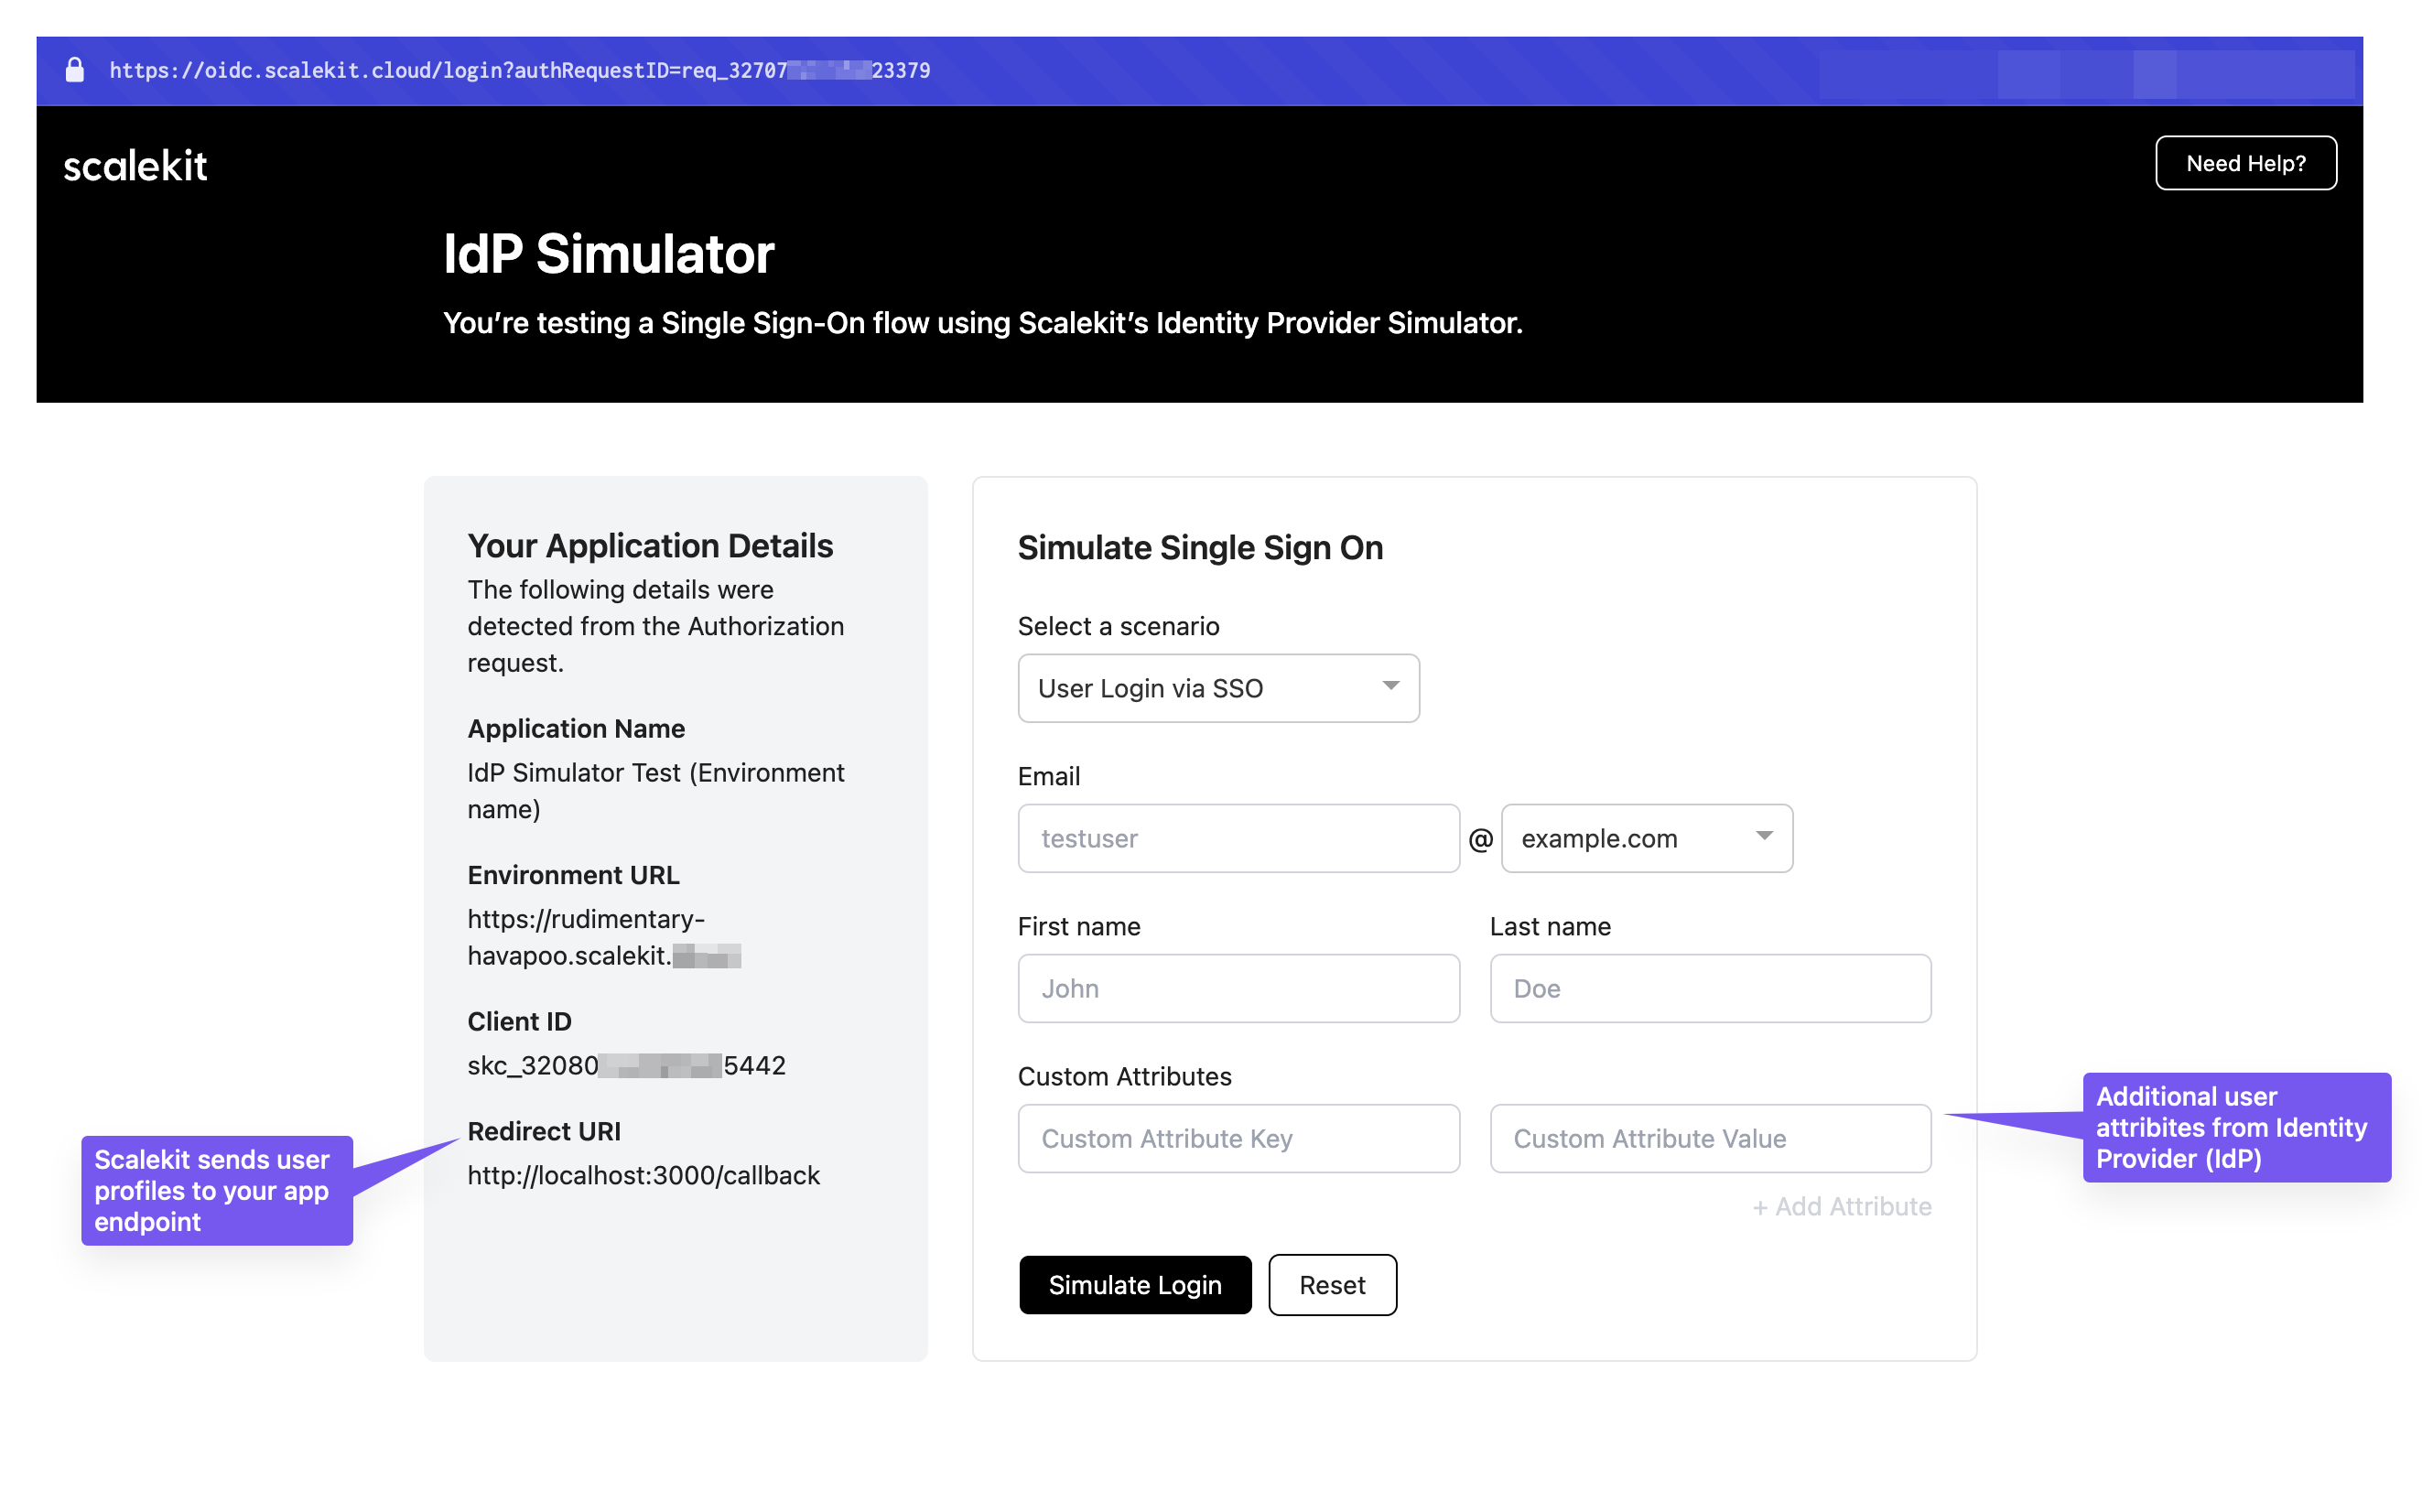 https://oidc.scalekit.cloud/login?authRequestID=req_32707 23379
scalekit
Need Help?
IdP Simulator
You’re testing a Single Sign-On flow using Scalekit’s Identity Provider Simulator.
Your Application Details
The following details were
detected from the Authorization
request.
Application Name
IdP Simulator Test (Environment
name)
Environment URL
https://rudimentary-
havapoo.scalekit.
Client ID
skc_32080 5442
Redirect URI
http://localhost:3000/callback
Scalekit sends user
profiles to your app
endpoint
Simulate Single Sign On
Select a scenario
User Login via SSO
Email
testuser @ example.com
First name Last name
John Doe
Custom Attributes
Custom Attribute Key Custom Attribute Value
+ Add Attribute
Simulate Login Reset
Additional user
attribites from Identity
Provider (IdP)